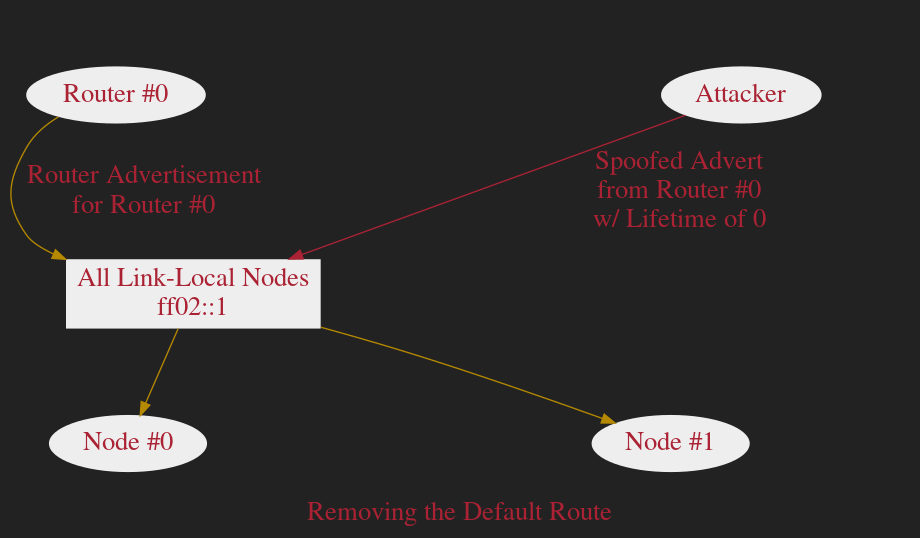 Router #0
Attacker
Router Advertisement
for Router #0
Spoofed Advert
from Router #0
w/ Lifetime of 0
All Link-Local Nodes
ff02::1
Node #0
Node #1
Removing the Default Route